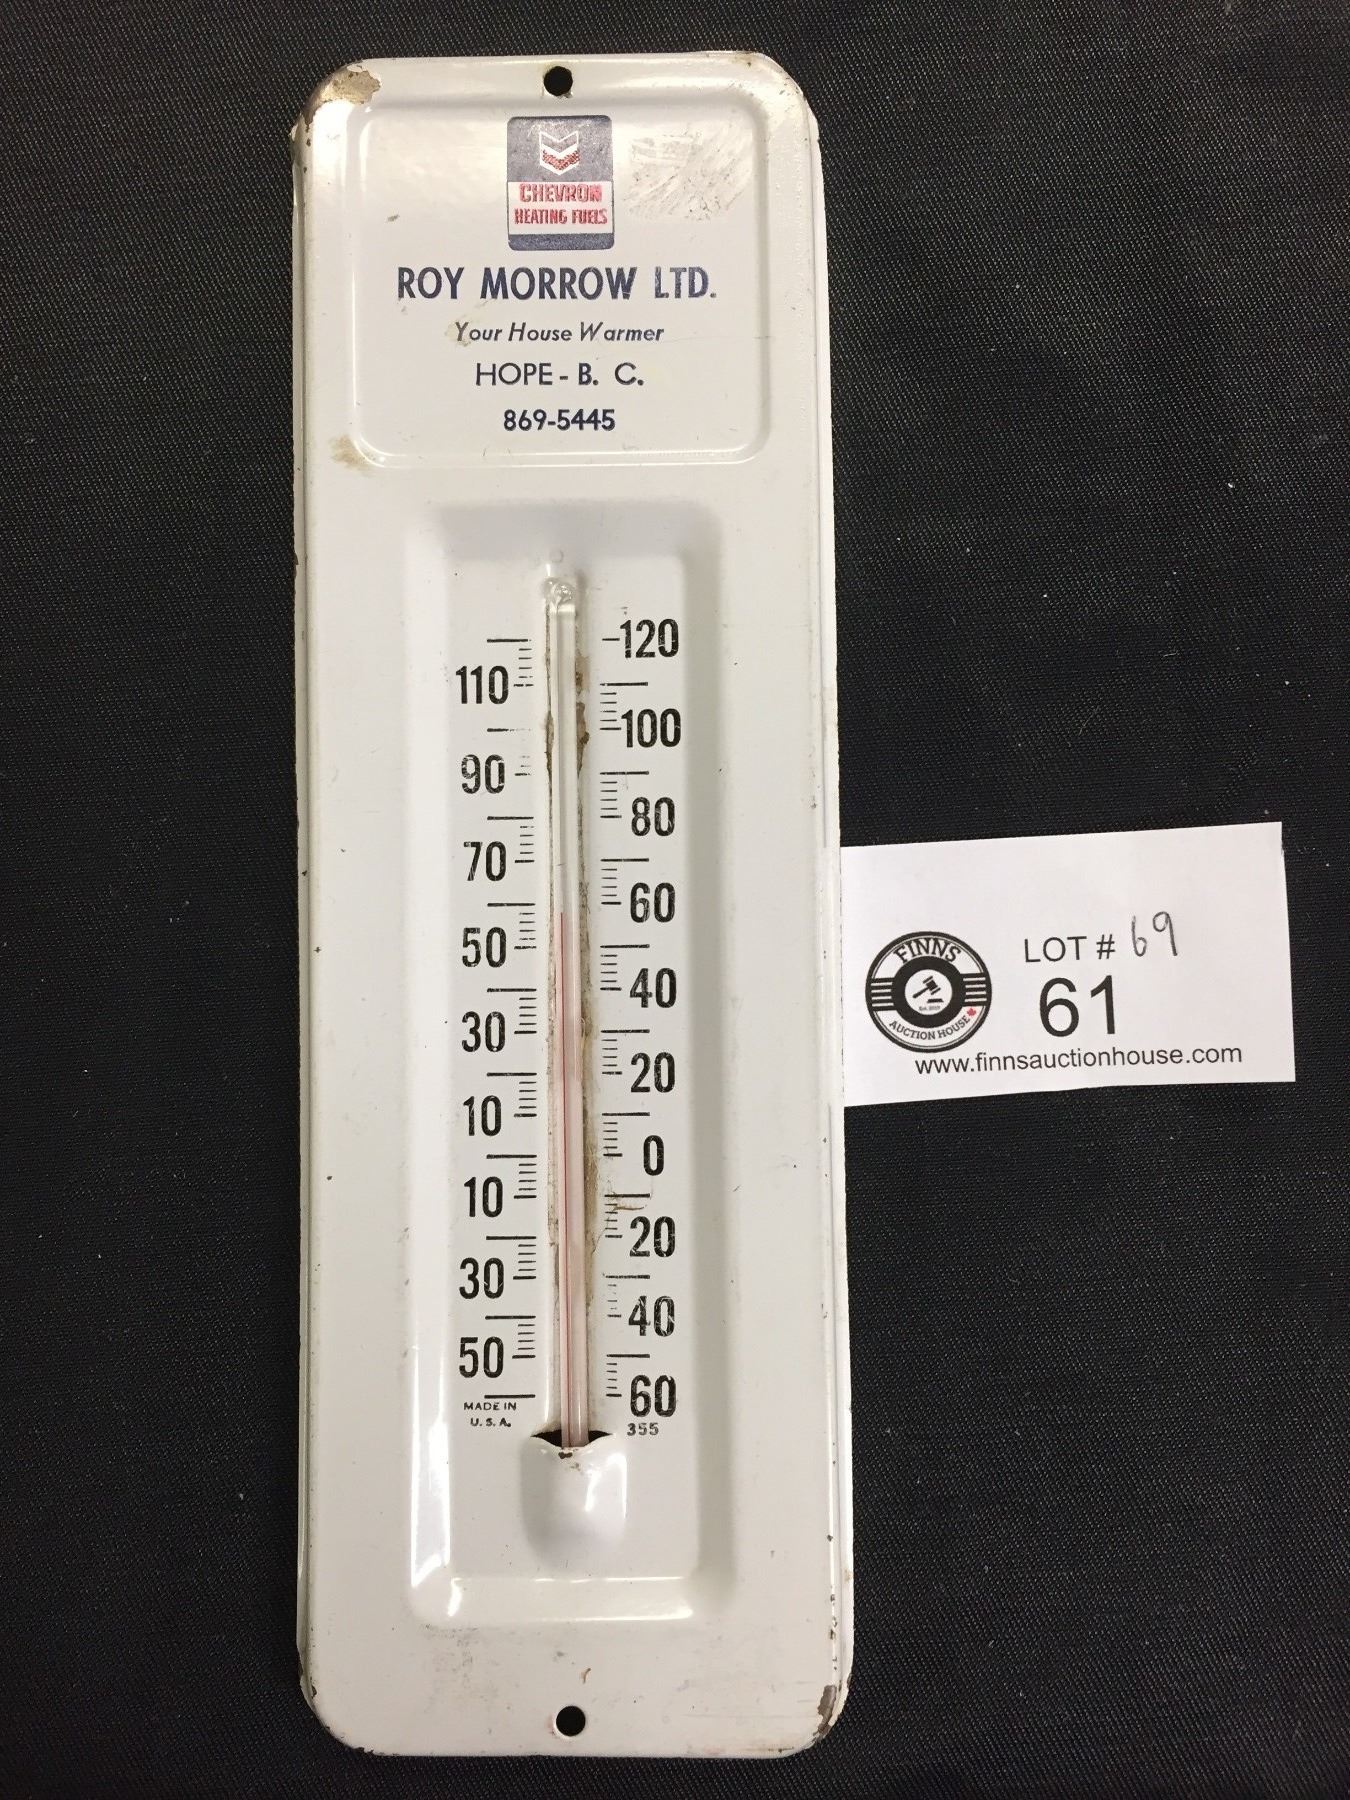 CHEVRON
HEATING FUELS
ROY MORROW LTD.
Your House Warmer
HOPE - B. C.
869-5445
120
110
100
90
80
70
60
50
40
30
20
10
0
10
20
30
40
50
60
MADE IN
U.S.A.
355
FINNS
AUCTION HOUSE
LOT # 69
61
www.finnsauctionhouse.com